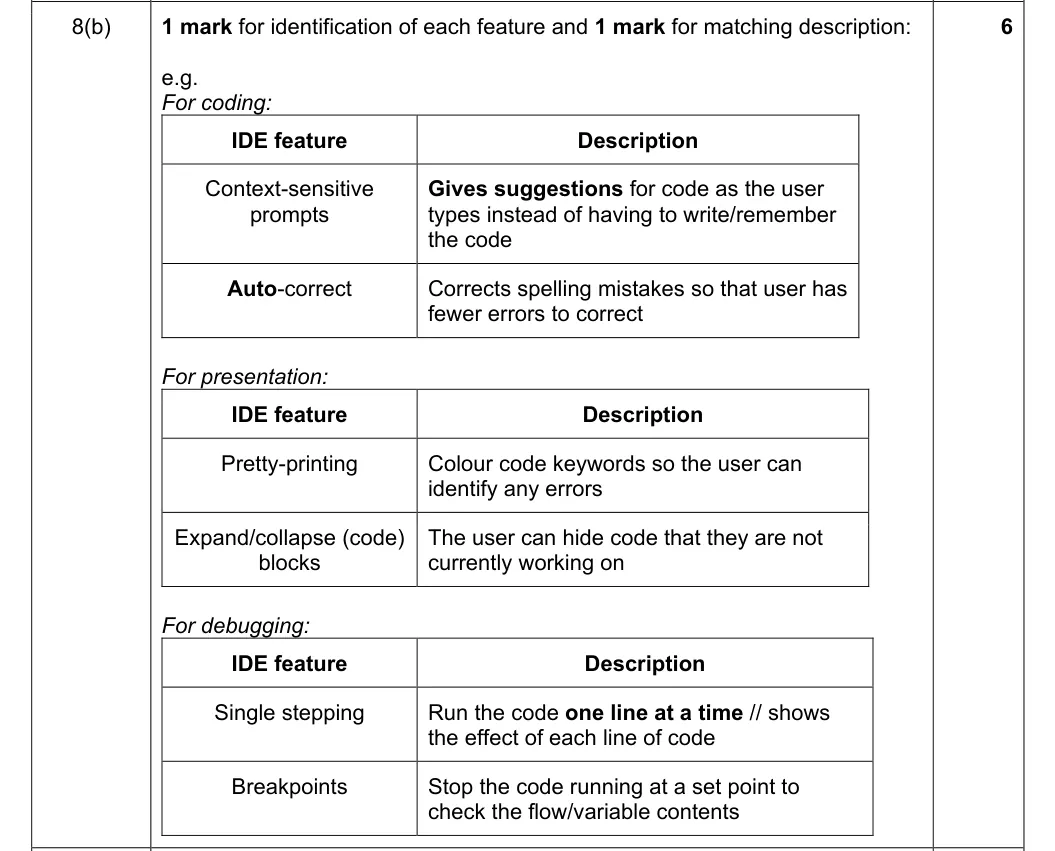 8(b)
1 mark for identification of each feature and 1 mark for matching description:
6
e.g.
For coding:
IDE feature
Description
Context-sensitive
prompts
Gives suggestions for code as the user
types instead of having to write/remember
the code
Auto-correct
Corrects spelling mistakes so that user has
fewer errors to correct
For presentation:
IDE feature
Description
Pretty-printing
Colour code keywords so the user can
identify any errors
Expand/collapse (code)
blocks
The user can hide code that they are not
currently working on
For debugging:
IDE feature
Description
Single stepping
Run the code one line at a time // shows
the effect of each line of code
Breakpoints
Stop the code running at a set point to
check the flow/variable contents